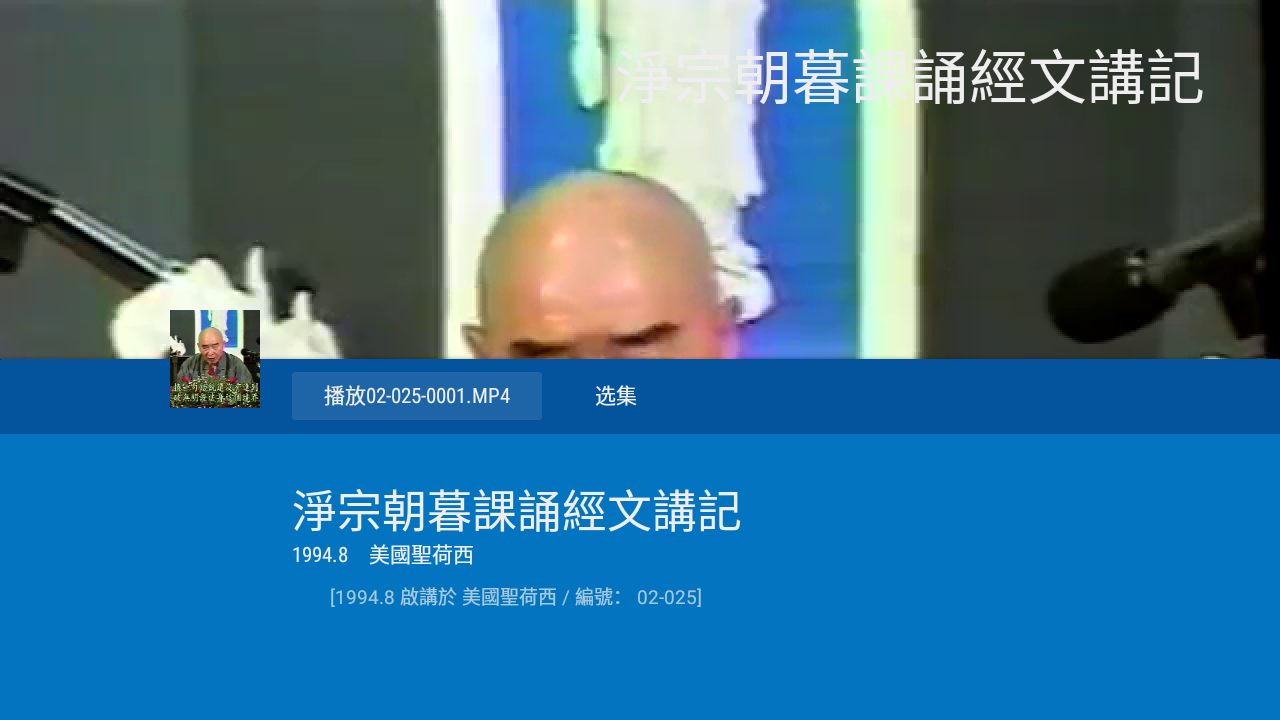 淨宗朝暮課誦經文講記
播放02-025-0001.MP4
选集
淨宗朝暮課誦經文講記
1994.8 美國聖荷西
[1994.8 啟講於 美國聖荷西 / 編號： 02-025]